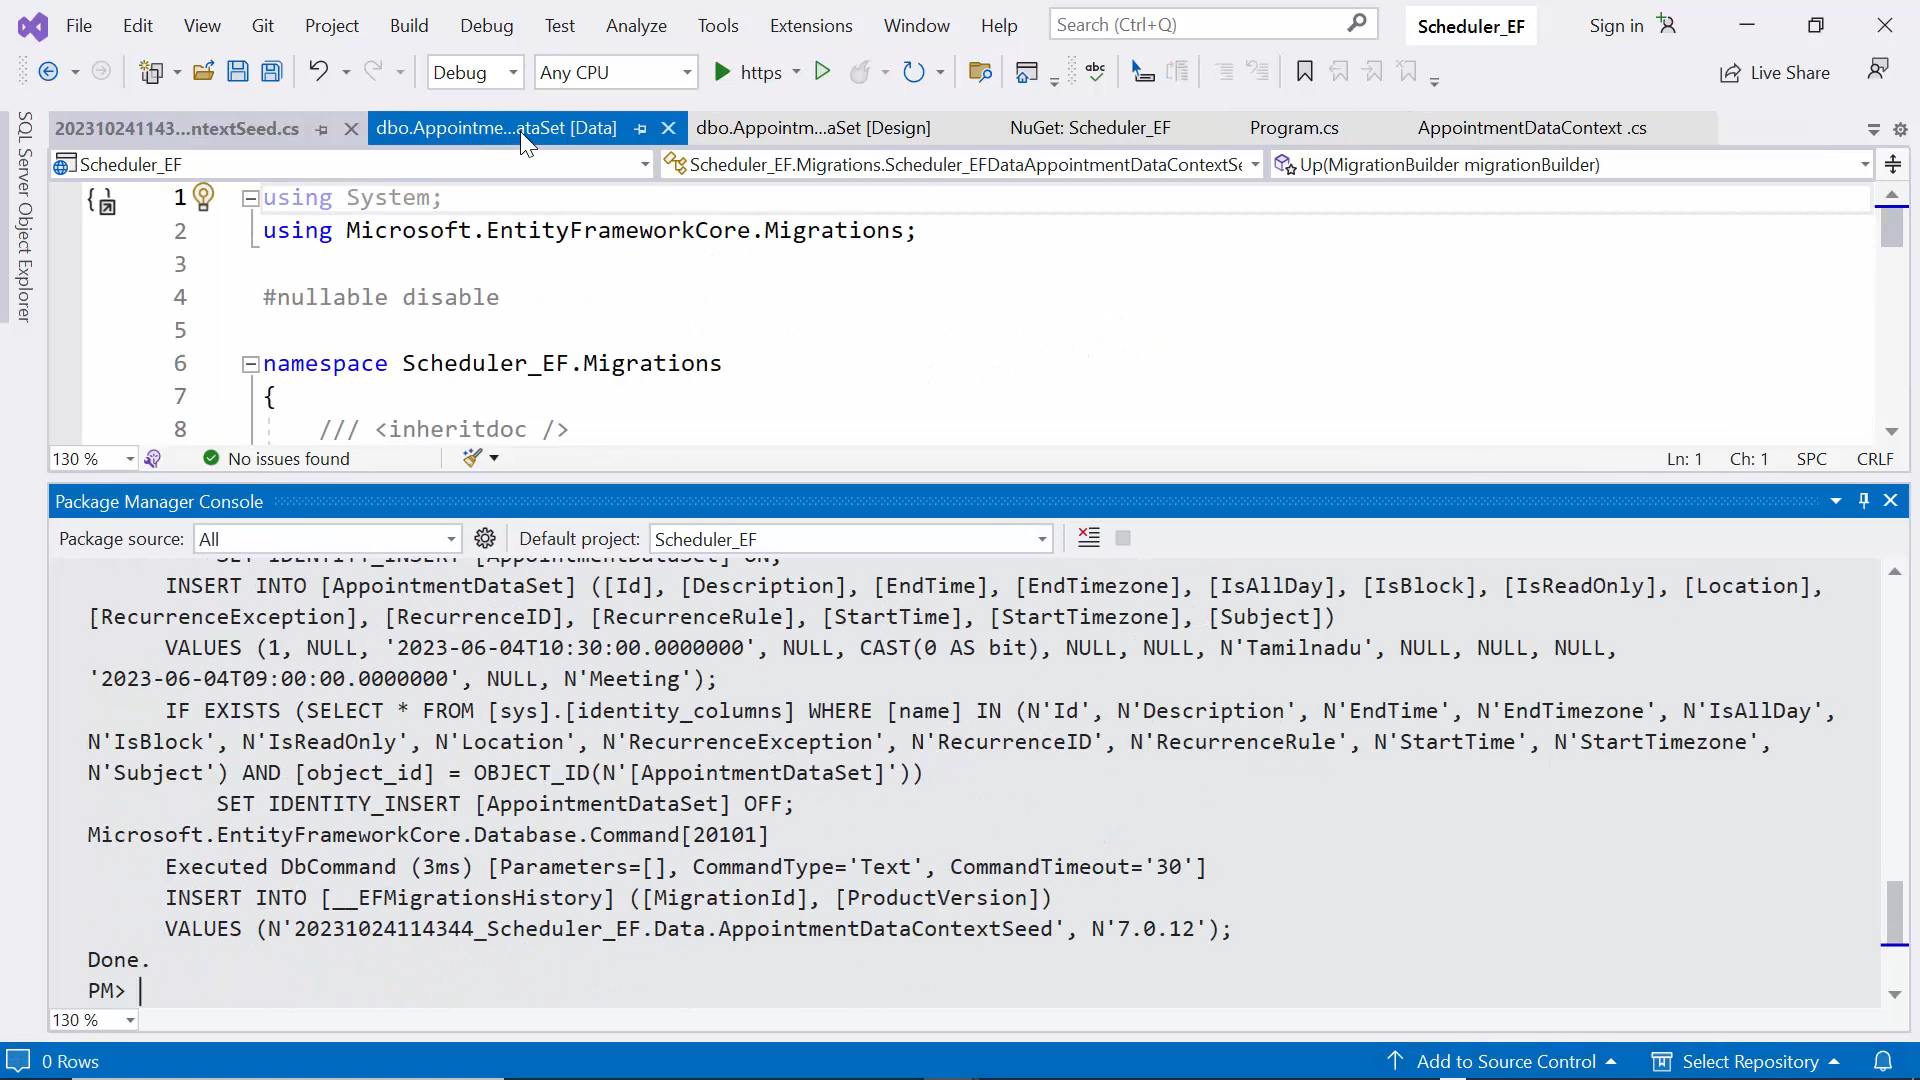 File Edit View Git Project Build Debug Test Analyze Tools Extensions Window Help Search (Ctrl+Q) Scheduler_EF Sign in
Debug Any CPU https abc Live Share
SQL Server Object Explorer
202310241143...ntextSeed.cs dbo.Appointme...ataSet [Data] dbo.Appointm...aSet [Design] NuGet: Scheduler_EF Program.cs AppointmentDataContext .cs
Scheduler_EF Scheduler_EF.Migrations.Scheduler_EFDataAppointmentDataContextSe Up(MigrationBuilder migrationBuilder)
1 using System;
2 using Microsoft.EntityFrameworkCore.Migrations;
3
4 #nullable disable
5
6 namespace Scheduler_EF.Migrations
7 {
8 /// <inheritdoc />
130 % No issues found Ln: 1 Ch: 1 SPC CRLF
Package Manager Console
Package source: All Default project: Scheduler_EF
SET IDENTITY_INSERT [AppointmentDataSet] ON;
INSERT INTO [AppointmentDataSet] ([Id], [Description], [EndTime], [EndTimezone], [IsAllDay], [IsBlock], [IsReadOnly], [Location],
[RecurrenceException], [RecurrenceID], [RecurrenceRule], [StartTime], [StartTimezone], [Subject])
VALUES (1, NULL, '2023-06-04T10:30:00.0000000', NULL, CAST(0 AS bit), NULL, NULL, N'Tamilnadu', NULL, NULL, NULL,
'2023-06-04T09:00:00.0000000', NULL, N'Meeting');
IF EXISTS (SELECT * FROM [sys].[identity_columns] WHERE [name] IN (N'Id', N'Description', N'EndTime', N'EndTimezone', N'IsAllDay',
N'IsBlock', N'IsReadOnly', N'Location', N'RecurrenceException', N'RecurrenceID', N'RecurrenceRule', N'StartTime', N'StartTimezone',
N'Subject') AND [object_id] = OBJECT_ID(N'[AppointmentDataSet]'))
SET IDENTITY_INSERT [AppointmentDataSet] OFF;
Microsoft.EntityFrameworkCore.Database.Command[20101]
Executed DbCommand (3ms) [Parameters=[], CommandType='Text', CommandTimeout='30']
INSERT INTO [__EFMigrationsHistory] ([MigrationId], [ProductVersion])
VALUES (N'20231024114344_Scheduler_EF.Data.AppointmentDataContextSeed', N'7.0.12');
Done.
PM>
130 %
0 Rows Add to Source Control Select Repository